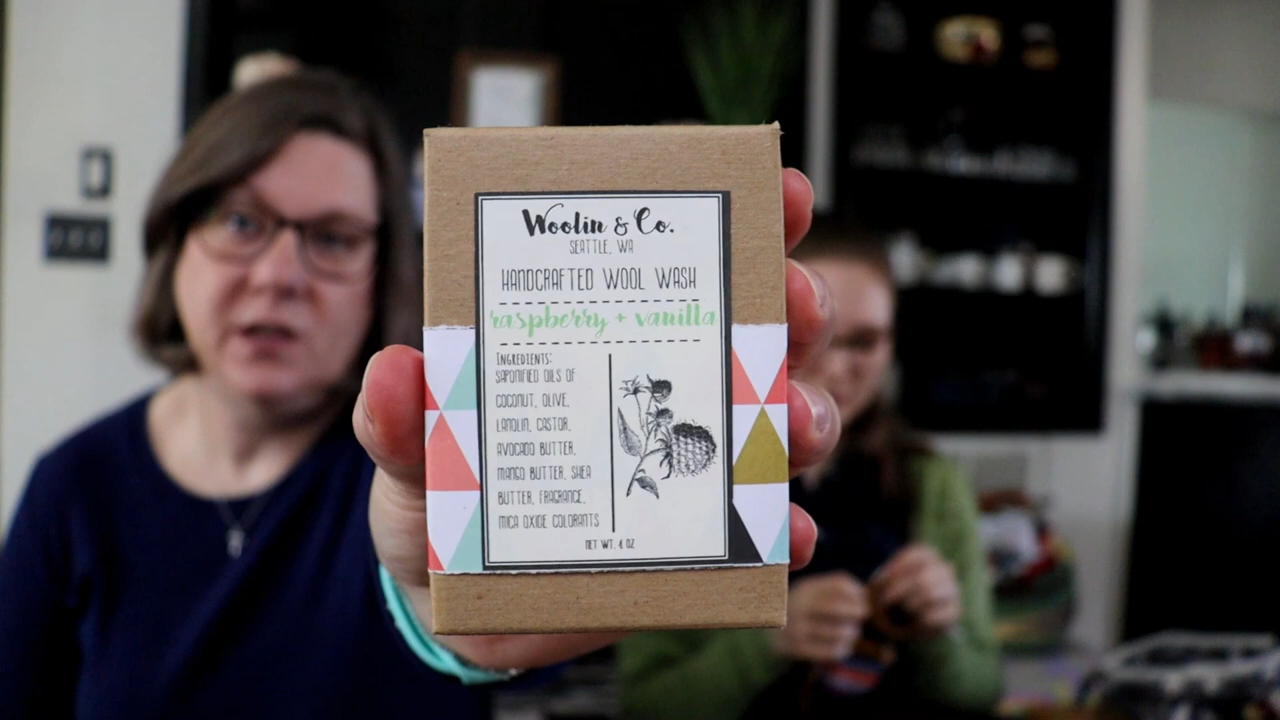 Woolin & Co.
SEATTLE, WA
HANDCRAFTED WOOL WASH
raspberry + vanilla
INGREDIENTS:
SAPONIFIED OILS OF
COCONUT, OLIVE,
LANOLIN, CASTOR,
AVOCADO BUTTER,
MANGO BUTTER, SHEA
BUTTER, FRAGRANCE,
MICA OXIDE COLORANTS
NET WT. 4 OZ